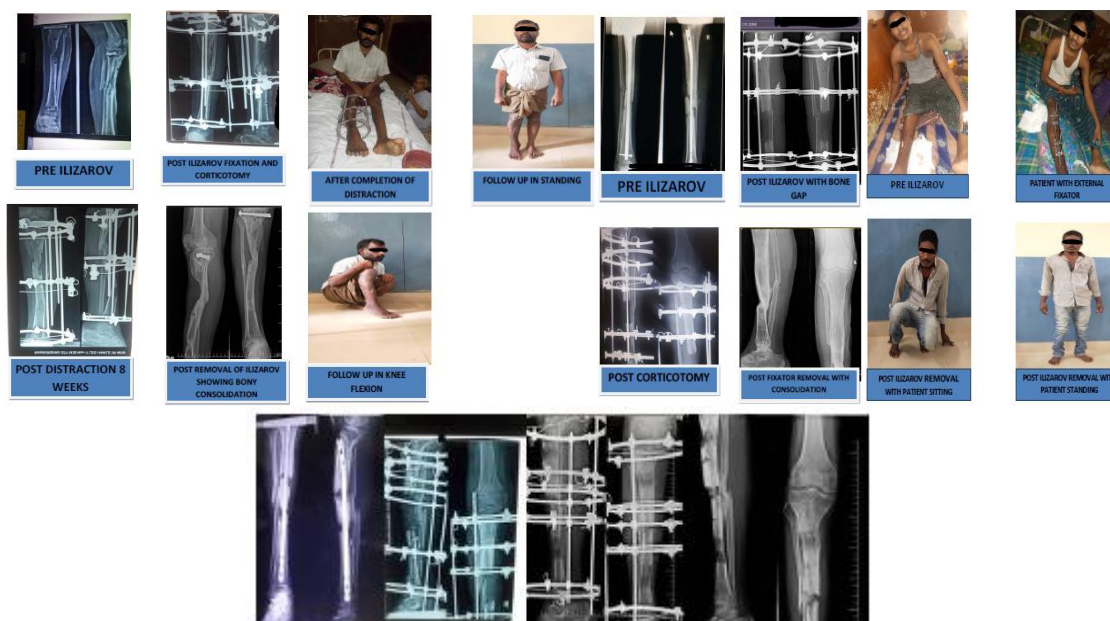 PRE ILIZAROV
POST ILIZAROV FIXATION AND
CORTICOTOMY
AFTER COMPLETION OF
DISTRACTION
FOLLOW UP IN STANDING
PRE ILIZAROV
POST ILIZAROV WITH BONE
GAP
PRE ILIZAROV
PATIENT WITH EXTERNAL
FIXATOR
POST DISTRACTION 8
WEEKS
POST REMOVAL OF ILIZAROV
SHOWING BONY
CONSOLIDATION
FOLLOW UP IN KNEE
FLEXION
POST CORTICOTOMY
POST FIXATOR REMOVAL WITH
CONSOLIDATION
POST ILIZAROV REMOVAL
WITH PATIENT SITTING
POST ILIZAROV REMOVAL WIT
PATIENT STANDING